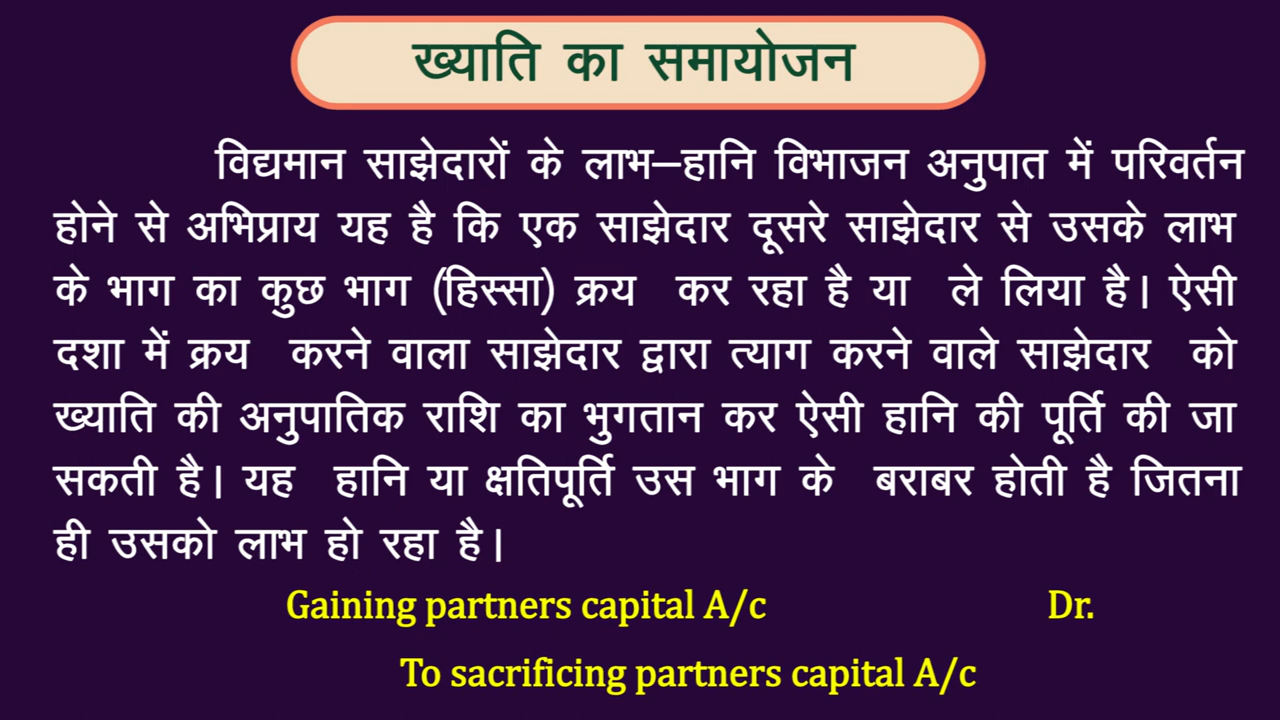 ख्याति का समायोजन
विद्यमान साझेदारों के लाभ–हानि विभाजन अनुपात में परिवर्तन
होने से अभिप्राय यह है कि एक साझेदार दूसरे साझेदार से उसके लाभ
के भाग का कुछ भाग (हिस्सा) क्रय कर रहा है या ले लिया है। ऐसी
दशा में क्रय करने वाला साझेदार द्वारा त्याग करने वाले साझेदार को
ख्याति की अनुपातिक राशि का भुगतान कर ऐसी हानि की पूर्ति की जा
सकती है। यह हानि या क्षतिपूर्ति उस भाग के बराबर होती है जितना
ही उसको लाभ हो रहा है।
Gaining partners capital A/c Dr.
To sacrificing partners capital A/c